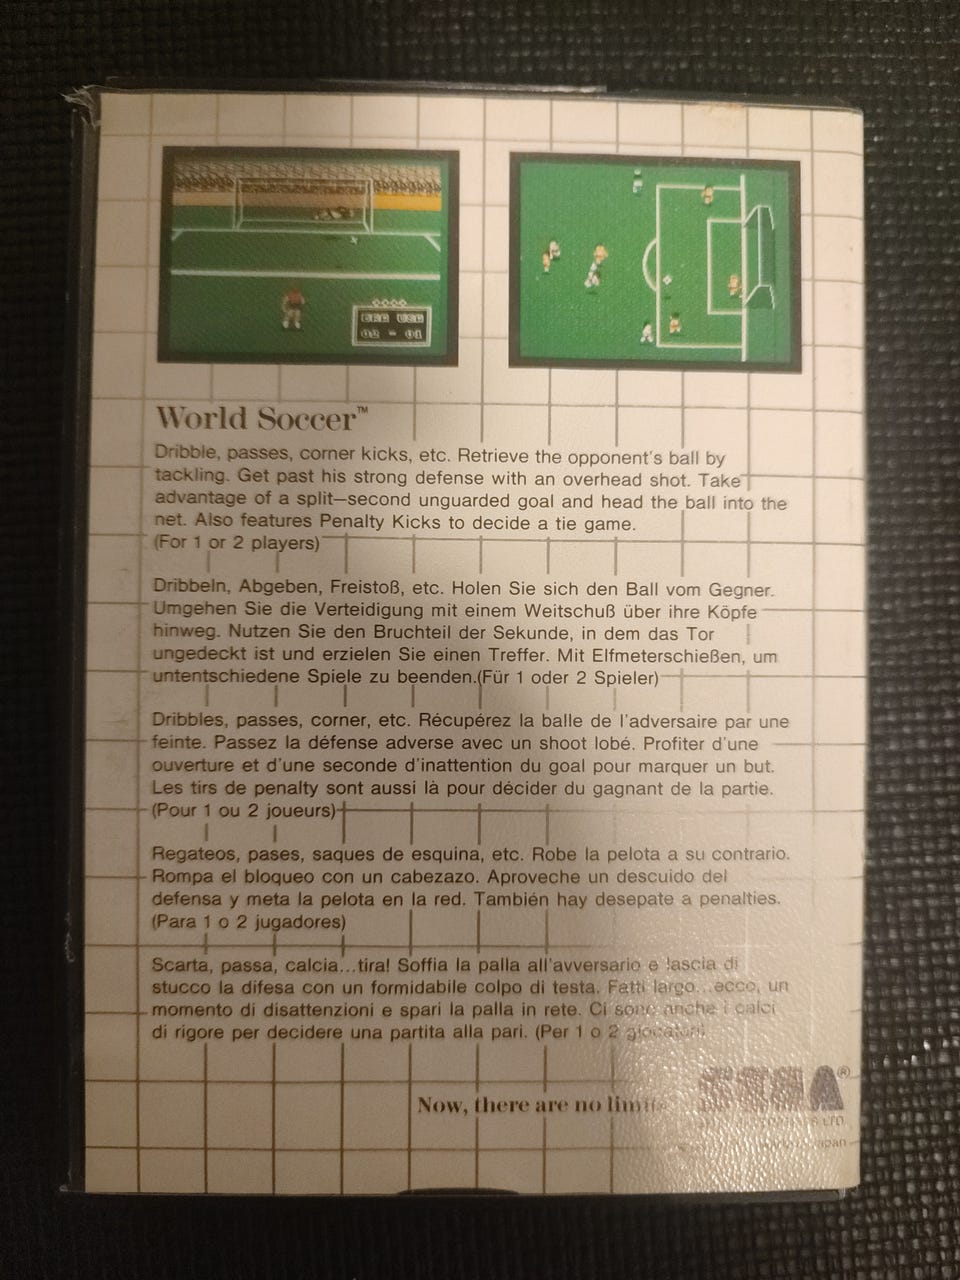 BRA USA
02 - 01
World Soccer™
Dribble, passes, corner kicks, etc. Retrieve the opponent's ball by
tackling. Get past his strong defense with an overhead shot. Take
advantage of a split—second unguarded goal and head the ball into the
net. Also features Penalty Kicks to decide a tie game.
(For 1 or 2 players)
Dribbeln, Abgeben, Freistoß, etc. Holen Sie sich den Ball vom Gegner.
Umgehen Sie die Verteidigung mit einem Weitschuß über ihre Köpfe
hinweg. Nutzen Sie den Bruchteil der Sekunde, in dem das Tor
ungedeckt ist und erzielen Sie einen Treffer. Mit Elfmeterschießen, um
untentschiedene Spiele zu beenden.(Für 1 oder 2 Spieler)
Dribbles, passes, corner, etc. Récupérez la balle de l'adversaire par une
feinte. Passez la défense adverse avec un shoot lobé. Profiter d'une
ouverture et d'une seconde d'inattention du goal pour marquer un but.
Les tirs de penalty sont aussi là pour décider du gagnant de la partie.
(Pour 1 ou 2 joueurs)
Regateos, pases, saques de esquina, etc. Robe la pelota a su contrario.
Rompa el bloqueo con un cabezazo. Aproveche un descuido del
defensa y meta la pelota en la red. También hay desepate a penalties.
(Para 1 o 2 jugadores)
Scarta, passa, calcia...tira! Soffia la palla all'avversario e lascia di
stucco la difesa con un formidabile colpo di testa. Fatti largo...ecco, un
momento di disattenzioni e spari la palla in rete. Ci sono anche i calci
di rigore per decidere una partita alla pari. (Per 1 o 2 giocatori)
SEGA®
Now, there are no limits
LTD.
Japan